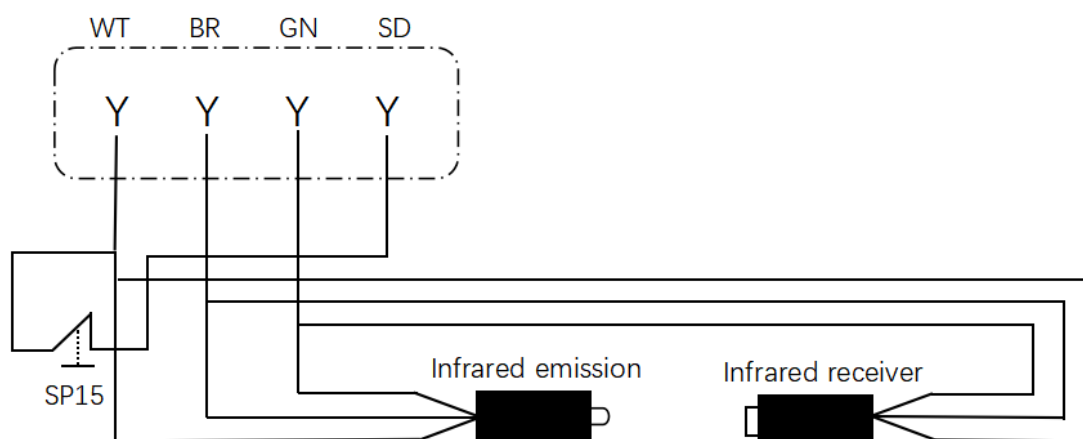 WT BR GN SD
Y Y Y Y
SP15
Infrared emission
Infrared receiver